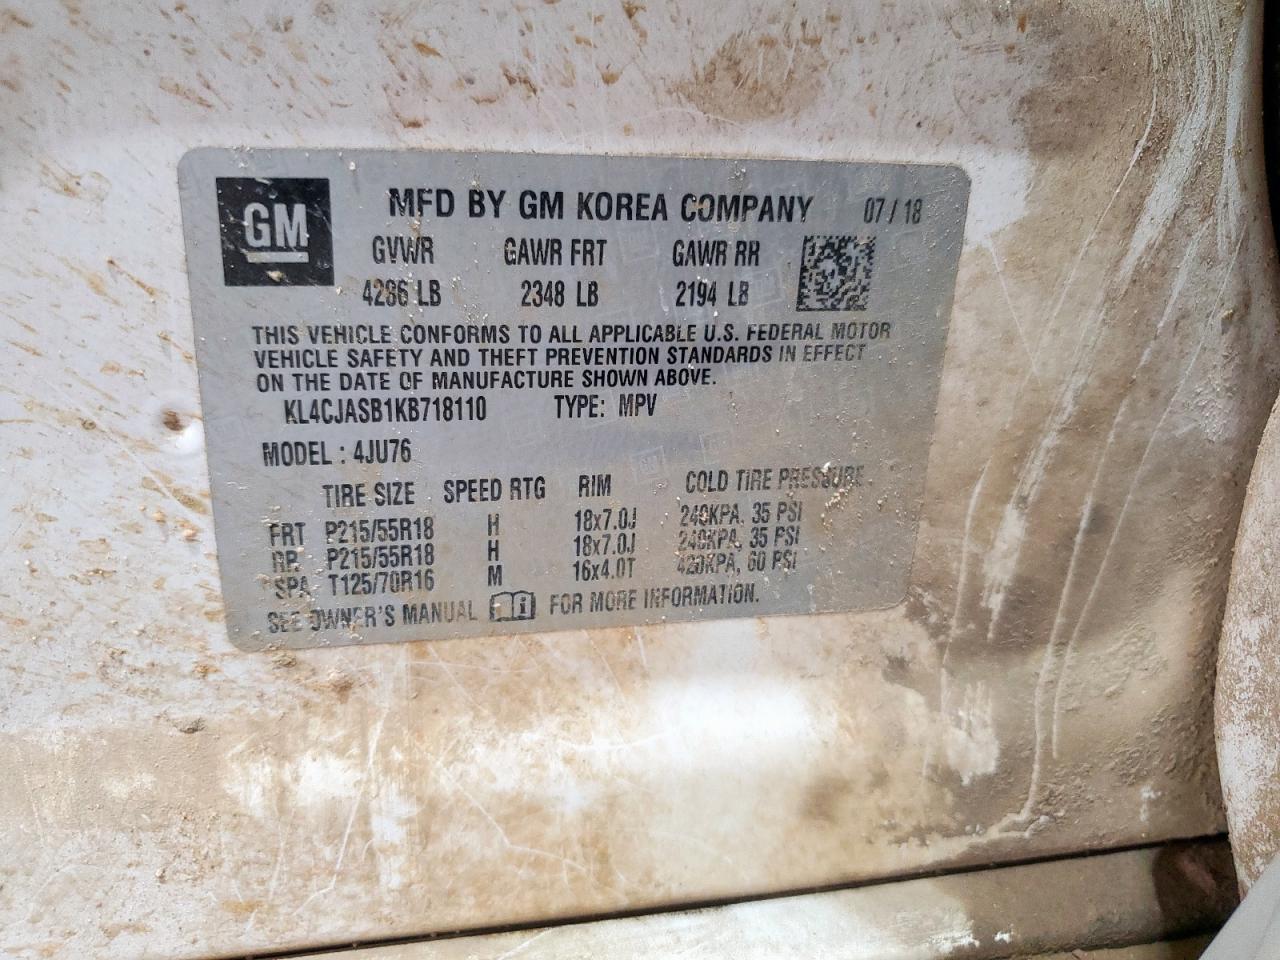 GM
MFD BY GM KOREA COMPANY 07/18
GVWR GAWR FRT GAWR RR
4286 LB 2348 LB 2194 LB
THIS VEHICLE CONFORMS TO ALL APPLICABLE U.S. FEDERAL MOTOR
VEHICLE SAFETY AND THEFT PREVENTION STANDARDS IN EFFECT
ON THE DATE OF MANUFACTURE SHOWN ABOVE.
KL4CJASB1KB718110 TYPE: MPV
MODEL: 4JU76
TIRE SIZE SPEED RTG RIM COLD TIRE PRESSURE
FRT P215/55R18 H 18x7.0J 240KPA, 35 PSI
RR P215/55R18 H 18x7.0J 240KPA, 35 PSI
SPA T125/70R16 M 16x4.0T 420KPA, 60 PSI
SEE OWNER'S MANUAL FOR MORE INFORMATION.